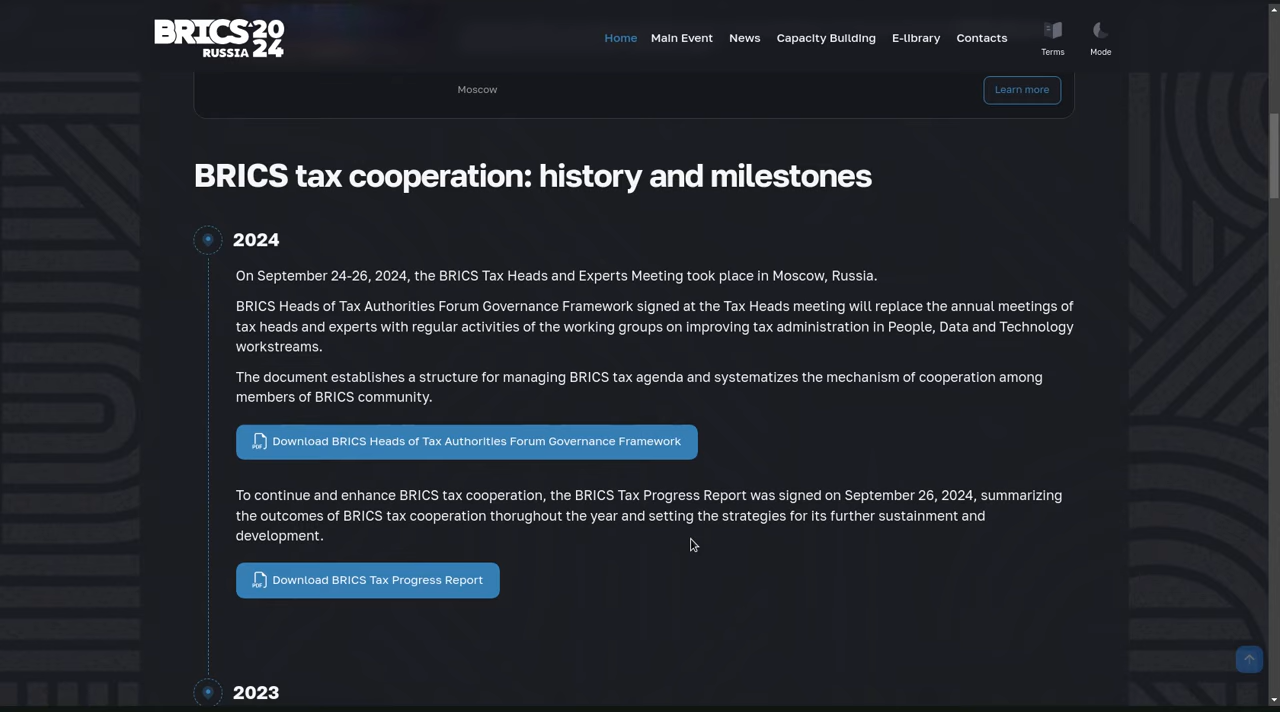 BRICS 20
RUSSIA 24
Home Main Event News Capacity Building E-library Contacts
Terms Mode
Moscow Learn more
BRICS tax cooperation: history and milestones
2024
On September 24-26, 2024, the BRICS Tax Heads and Experts Meeting took place in Moscow, Russia.
BRICS Heads of Tax Authorities Forum Governance Framework signed at the Tax Heads meeting will replace the annual meetings of
tax heads and experts with regular activities of the working groups on improving tax administration in People, Data and Technology
workstreams.
The document establishes a structure for managing BRICS tax agenda and systematizes the mechanism of cooperation among
members of BRICS community.
PDF Download BRICS Heads of Tax Authorities Forum Governance Framework
To continue and enhance BRICS tax cooperation, the BRICS Tax Progress Report was signed on September 26, 2024, summarizing
the outcomes of BRICS tax cooperation thorughout the year and setting the strategies for its further sustainment and
development.
PDF Download BRICS Tax Progress Report
2023